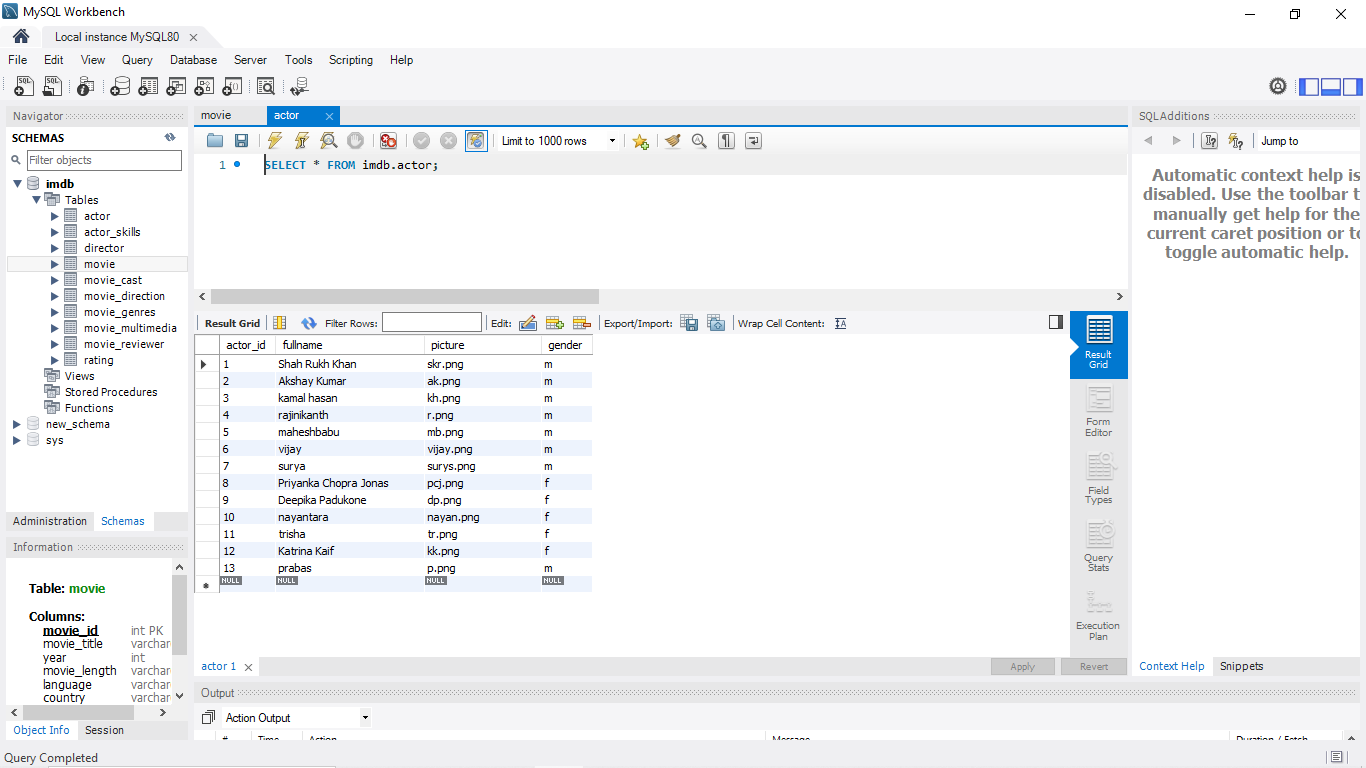 MySQL Workbench
Local instance MySQL80
File Edit View Query Database Server Tools Scripting Help
Navigator
SCHEMAS
Filter objects
imdb
Tables
actor
actor_skills
director
movie
movie_cast
movie_direction
movie_genres
movie_multimedia
movie_reviewer
rating
Views
Stored Procedures
Functions
new_schema
sys
Administration Schemas
Information
Table: movie
Columns:
movie_id int PK
movie_title varchar
year int
movie_length varchar
language varchar
country varchar
Object Info Session
movie actor
Limit to 1000 rows
1 SELECT * FROM imdb.actor;
Result Grid Filter Rows: Edit: Export/Import: Wrap Cell Content:
actor_id fullname picture gender
1 Shah Rukh Khan skr.png m
2 Akshay Kumar ak.png m
3 kamal hasan kh.png m
4 rajinikanth r.png m
5 maheshbabu mb.png m
6 vijay vijay.png m
7 surya surys.png m
8 Priyanka Chopra Jonas pcj.png f
9 Deepika Padukone dp.png f
10 nayantara nayan.png f
11 trisha tr.png f
12 Katrina Kaif kk.png f
13 prabas p.png m
NULL NULL NULL NULL
Result
Grid
Form
Editor
Field
Types
Query
Stats
Execution
Plan
actor 1 Apply Revert
Output
Action Output
# Time Action Message Duration / Fetch
SQLAdditions
Jump to
Automatic context help is
disabled. Use the toolbar t
manually get help for the
current caret position or to
toggle automatic help.
Context Help Snippets
Query Completed